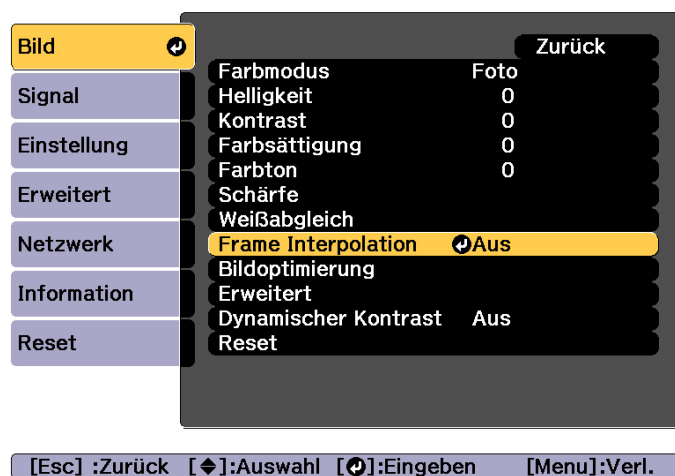 Bild
Signal
Einstellung
Erweitert
Netzwerk
Information
Reset
Zurück
Farbmodus Foto
Helligkeit 0
Kontrast 0
Farbsättigung 0
Farbton 0
Schärfe
Weißabgleich
Frame Interpolation Aus
Bildoptimierung
Erweitert
Dynamischer Kontrast Aus
Reset
[Esc] :Zurück [◆]:Auswahl [⏎]:Eingeben [Menu]:Verl.